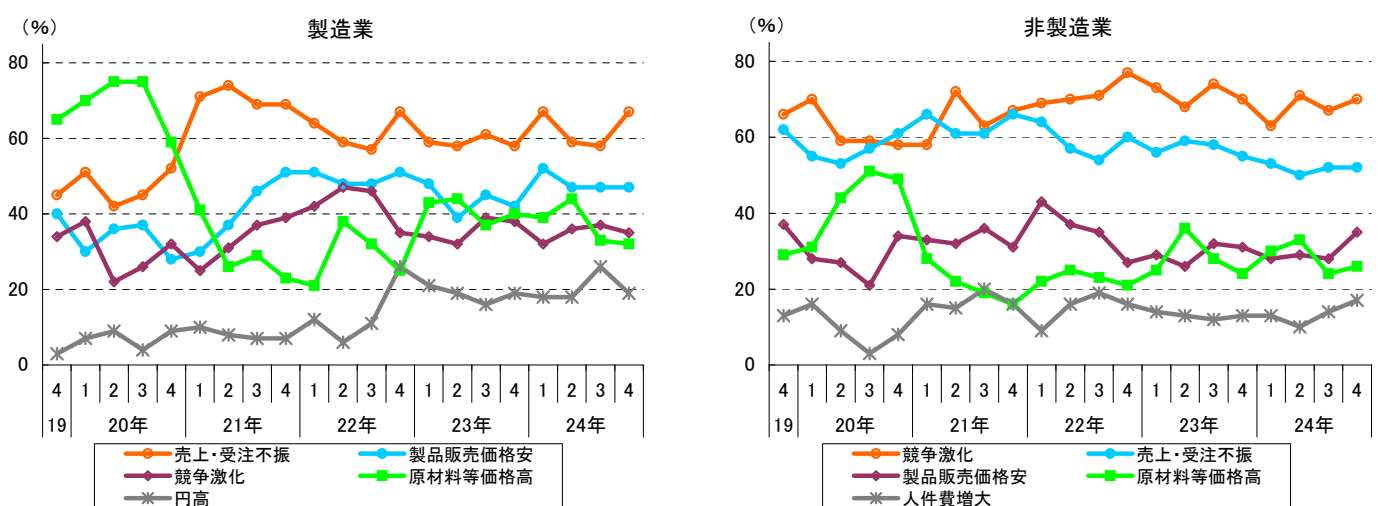 (%)
製造業
80
60
40
20
0
4 1 2 3 4 1 2 3 4 1 2 3 4 1 2 3 4 1 2 3 4
19 20年 21年 22年 23年 24年
売上・受注不振 製品販売価格安
競争激化 原材料等価格高
円高
(%)
非製造業
80
60
40
20
0
4 1 2 3 4 1 2 3 4 1 2 3 4 1 2 3 4 1 2 3 4
19 20年 21年 22年 23年 24年
競争激化 売上・受注不振
製品販売価格安 原材料等価格高
人件費増大